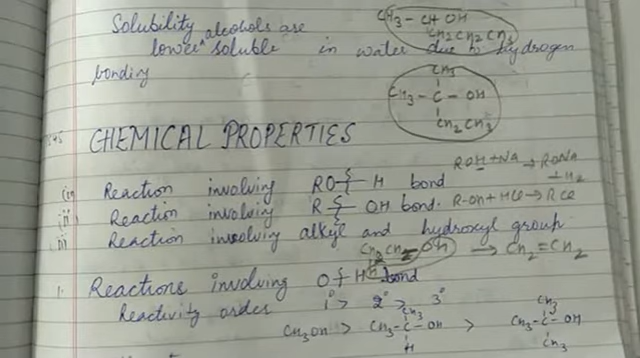 CH3 - CH OH
CH2 CH2 CH3
Solubility
lower alcohols are soluble in water due to hydrogen
bonding
CH3
CH3 - C - OH
CH2 CH3
CHEMICAL PROPERTIES
ROH + Na → RONa
+ H2
(i) Reaction involving RO - H bond
(ii) Reaction involving R - OH bond. R-OH + HCl → RCl
(iii) Reaction involving alkyl and hydroxyl group
CH2 CH2 - OH → CH2 = CH2
H
1. Reactions involving O - H bond
Reactivity order 1° > 2° > 3°
CH3 CH3
CH3OH > CH3 - C - OH > CH3 - C - OH
H CH3